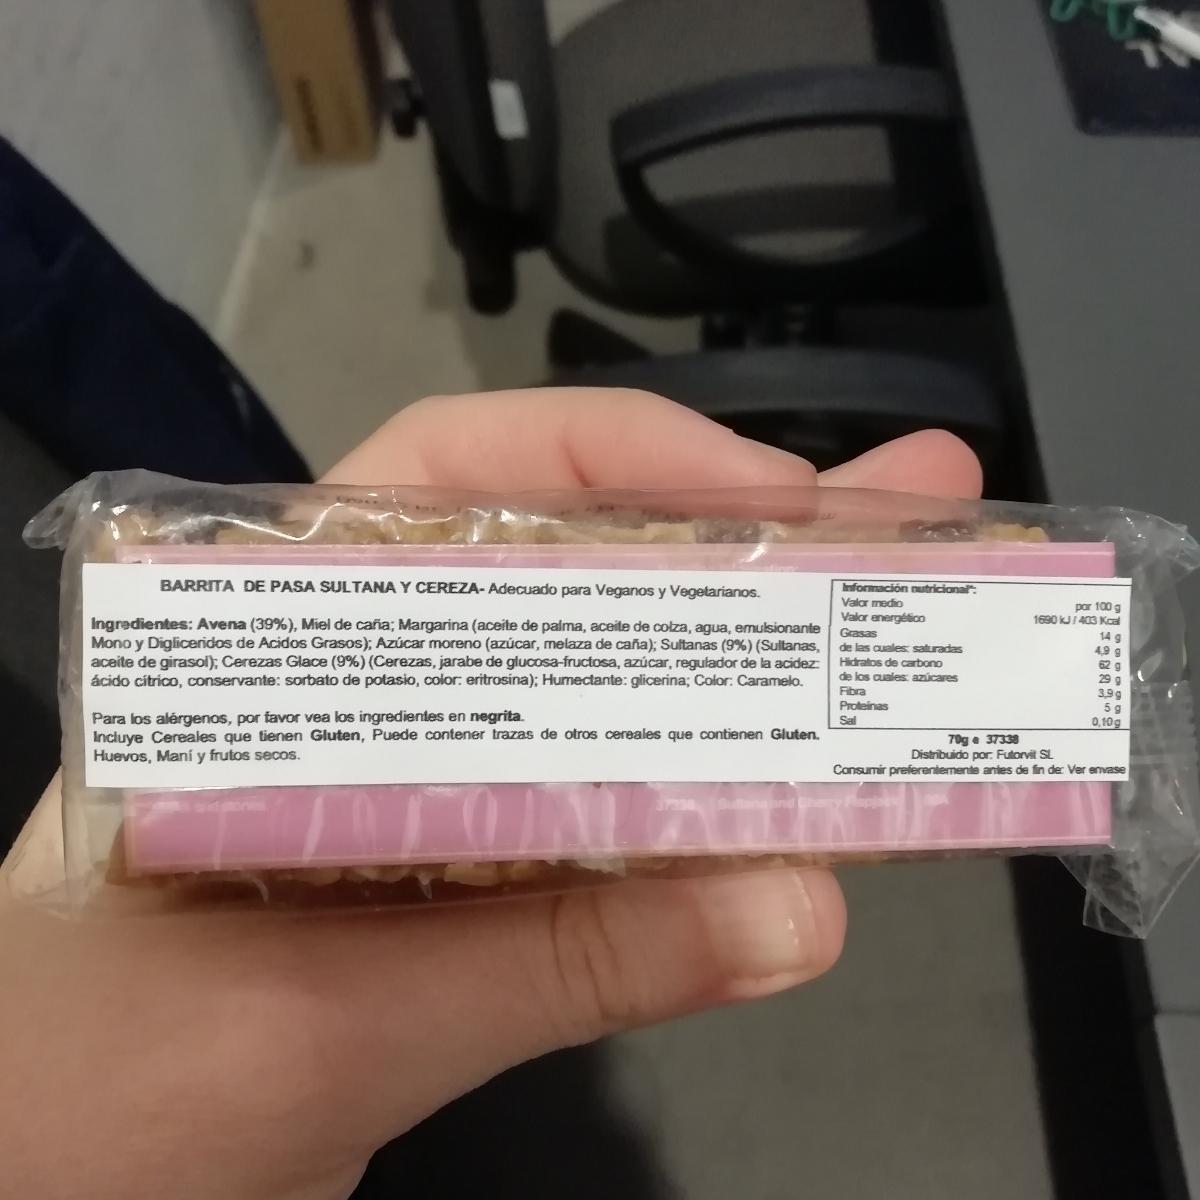 BARRITA DE PASA SULTANA Y CEREZA- Adecuado para Veganos y Vegetarianos.
Ingredientes: Avena (39%), Miel de caña; Margarina (aceite de palma, aceite de colza, agua, emulsionante
Mono y Digliceridos de Acidos Grasos); Azúcar moreno (azúcar, melaza de caña); Sultanas (9%) (Sultanas,
aceite de girasol); Cerezas Glace (9%) (Cerezas, jarabe de glucosa-fructosa, azúcar, regulador de la acidez:
ácido cítrico, conservante: sorbato de potasio, color: eritrosina); Humectante: glicerina; Color: Caramelo.
Para los alérgenos, por favor vea los ingredientes en negrita.
Incluye Cereales que tienen Gluten, Puede contener trazas de otros cereales que contienen Gluten.
Huevos, Maní y frutos secos.
Información nutricional*:
Valor medio por 100 g
Valor energético 1690 kJ / 403 Kcal
Grasas 14 g
de las cuales: saturadas 4,9 g
Hidratos de carbono 62 g
de los cuales: azúcares 29 g
Fibra 3,9 g
Proteínas 5 g
Sal 0,10 g
70g e 37338
Distribuido por: Futorvit SL
Consumir preferentemente antes de fin de: Ver envase
37338 Sultana and Cherry Flapjack